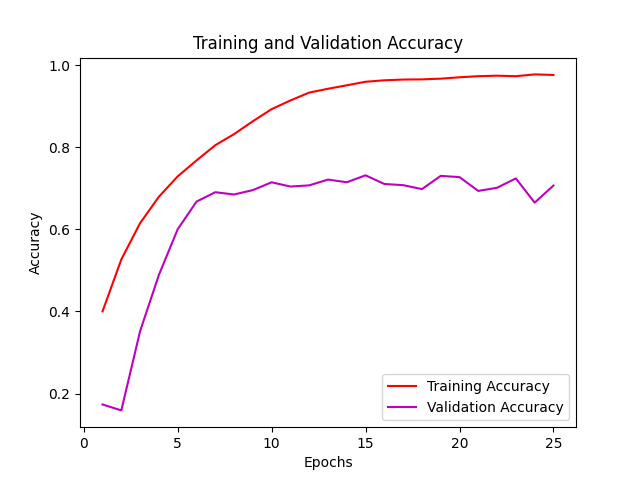 Training and Validation Accuracy
1.0
0.8
0.6
0.4
0.2
Accuracy
0
5
10
15
20
25
Epochs
Training Accuracy
Validation Accuracy